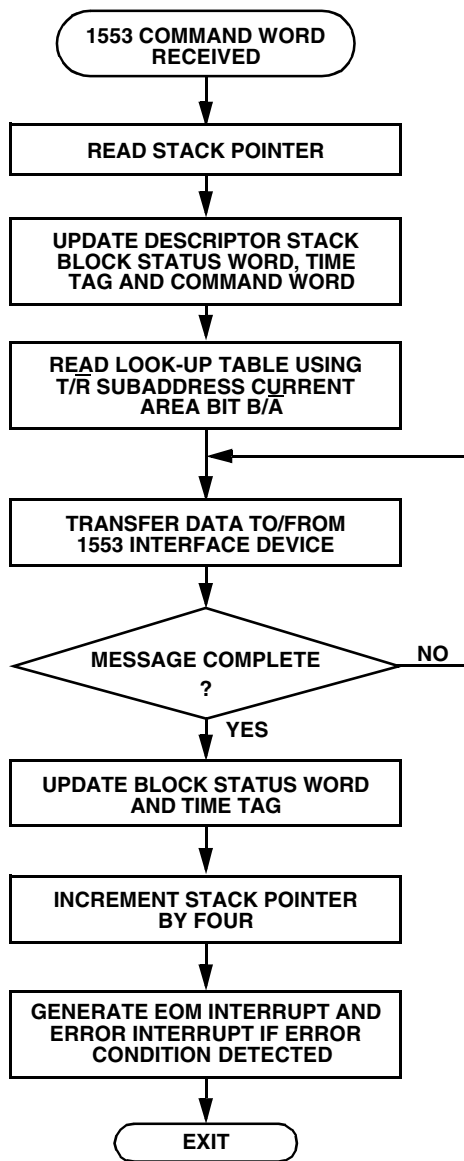 1553 COMMAND WORD
RECEIVED
READ STACK POINTER
UPDATE DESCRIPTOR STACK
BLOCK STATUS WORD, TIME
TAG AND COMMAND WORD
READ LOOK-UP TABLE USING
T/R̅ SUBADDRESS CURRENT
AREA BIT B/A̅
TRANSFER DATA TO/FROM
1553 INTERFACE DEVICE
MESSAGE COMPLETE
?
NO
YES
UPDATE BLOCK STATUS WORD
AND TIME TAG
INCREMENT STACK POINTER
BY FOUR
GENERATE EOM INTERRUPT AND
ERROR INTERRUPT IF ERROR
CONDITION DETECTED
EXIT